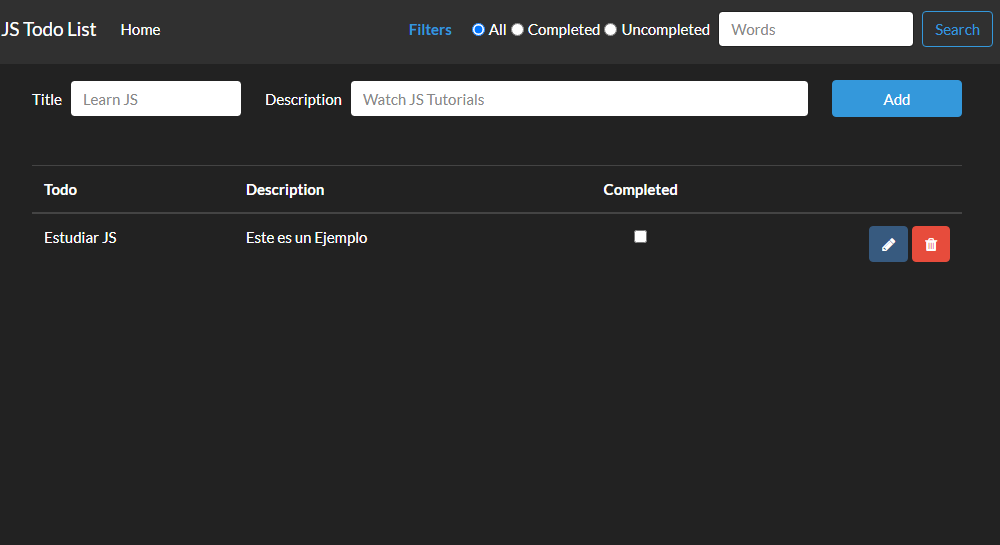 JS Todo List Home Filters All Completed Uncompleted Words Search
Title Learn JS Description Watch JS Tutorials Add
Todo Description Completed
Estudiar JS Este es un Ejemplo